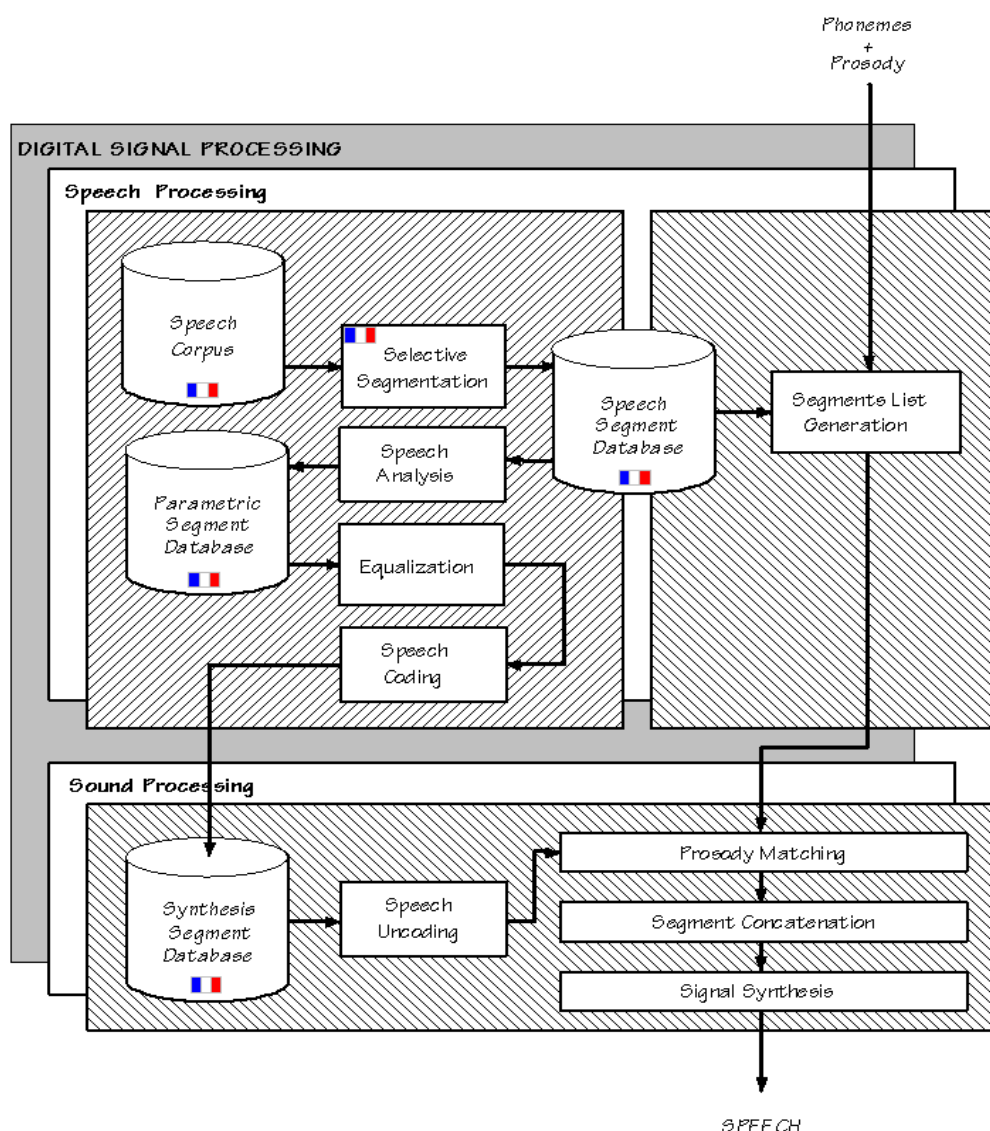 Phonemes
+
Prosody
DIGITAL SIGNAL PROCESSING
Speech Processing
Speech
Corpus
Selective
Segmentation
Speech
Segment
Database
Segments List
Generation
Speech
Analysis
Parametric
Segment
Database
Equalization
Speech
Coding
Sound Processing
Prosody Matching
Synthesis
Segment
Database
Speech
Uncoding
Segment Concatenation
Signal Synthesis
SPEECH